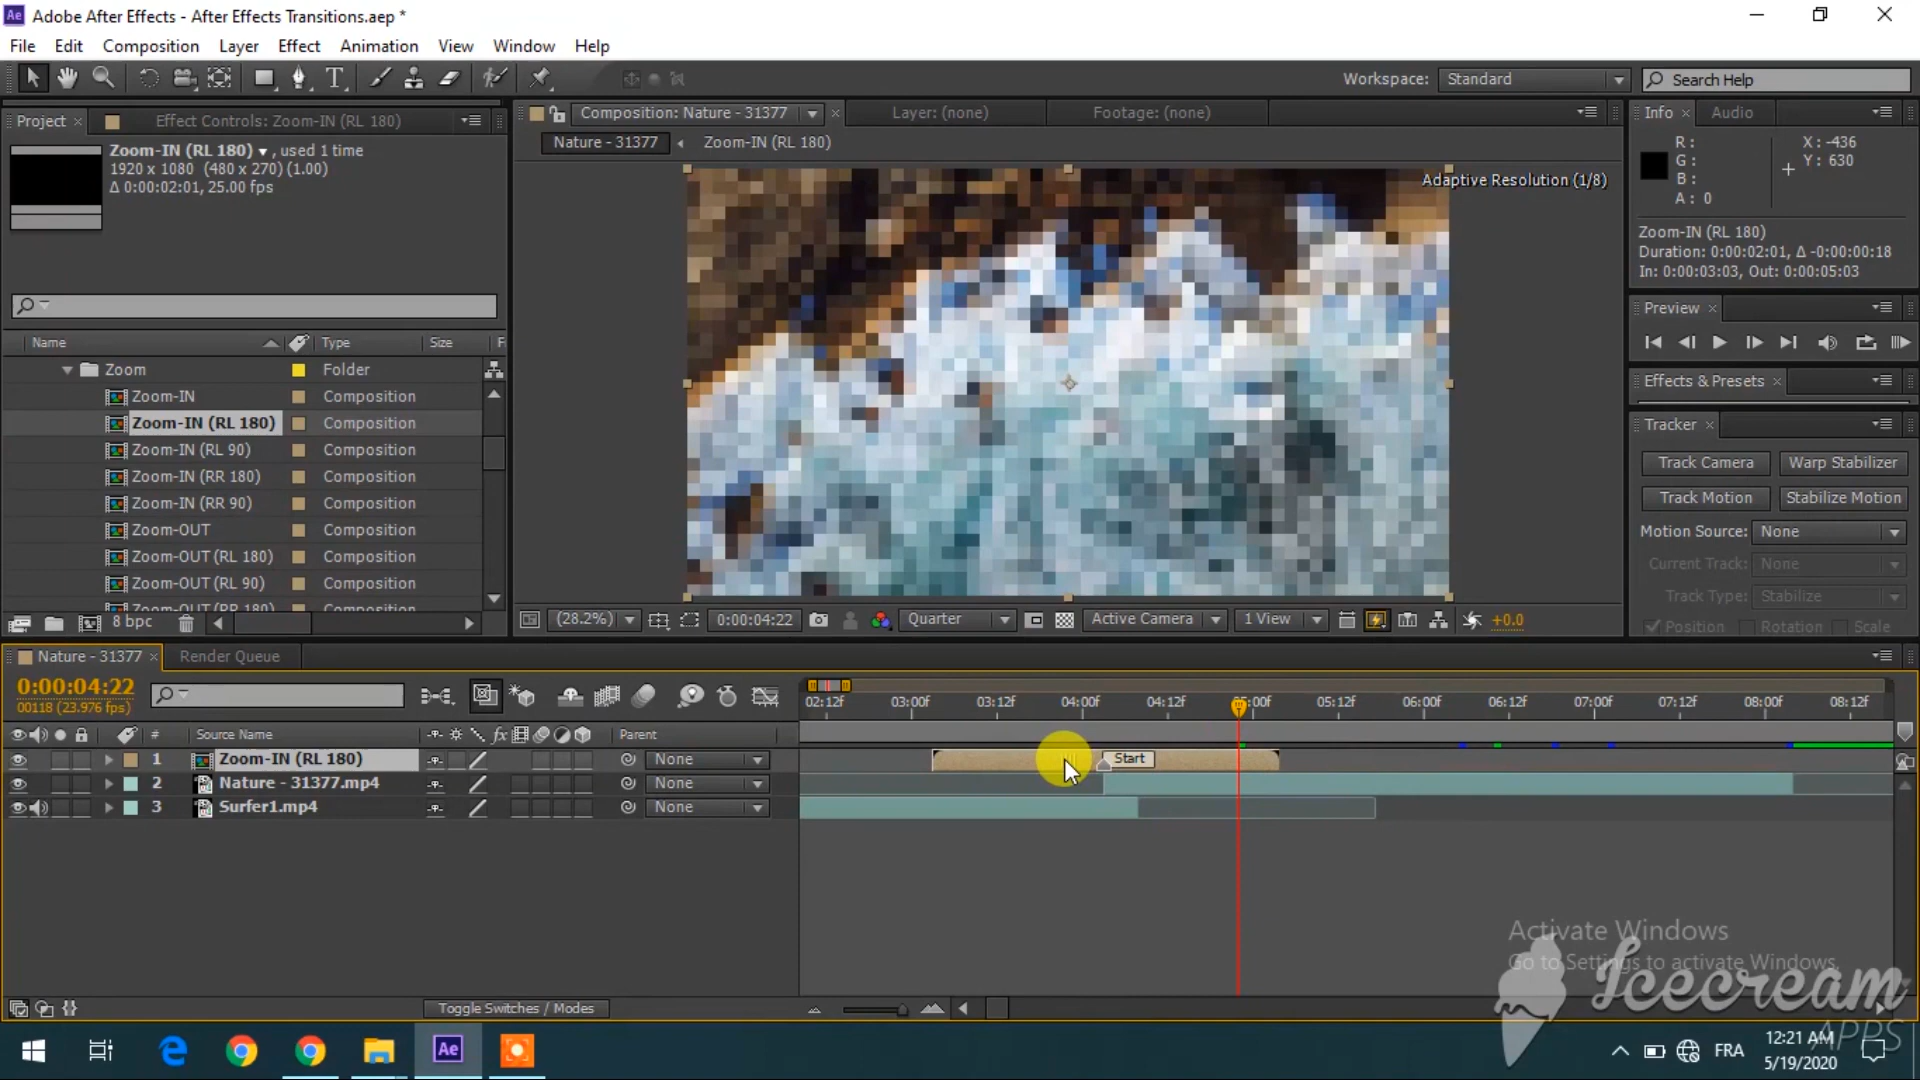 Adobe After Effects - After Effects Transitions.aep *
File Edit Composition Layer Effect Animation View Window Help
Workspace: Standard Search Help
Project Effect Controls: Zoom-IN (RL 180)
Zoom-IN (RL 180), used 1 time
1920 x 1080 (480 x 270) (1.00)
Δ 0:00:02:01, 25.00 fps
Name Type Size F
Zoom Folder
Zoom-IN Composition
Zoom-IN (RL 180) Composition
Zoom-IN (RL 90) Composition
Zoom-IN (RR 180) Composition
Zoom-IN (RR 90) Composition
Zoom-OUT Composition
Zoom-OUT (RL 180) Composition
Zoom-OUT (RL 90) Composition
Zoom-OUT (RR 180) Composition
8 bpc
Composition: Nature - 31377 Layer: (none) Footage: (none)
Nature - 31377 Zoom-IN (RL 180)
Adaptive Resolution (1/8)
(28.2%) 0:00:04:22 Quarter Active Camera 1 View +0.0
Info Audio
R: X: -436
G: Y: 630
B:
A: 0
Zoom-IN (RL 180)
Duration: 0:00:02:01, Δ -0:00:00:18
In: 0:00:03:03, Out: 0:00:05:03
Preview
Effects & Presets
Tracker
Track Camera Warp Stabilizer
Track Motion Stabilize Motion
Motion Source: None
Current Track: None
Track Type: Stabilize
Position Rotation Scale
Nature - 31377 Render Queue
0:00:04:22
00118 (23.976 fps)
02:12f 03:00f 03:12f 04:00f 04:12f 00f 05:12f 06:00f 06:12f 07:00f 07:12f 08:00f 08:12f
# Source Name fx Parent
1 Zoom-IN (RL 180) None Start
2 Nature - 31377.mp4 None
3 Surfer1.mp4 None
Activate Windows
Go to Settings to activate Windows.
Icecream
APPS
Toggle Switches / Modes
Ae FRA 12:21 AM
5/19/2020